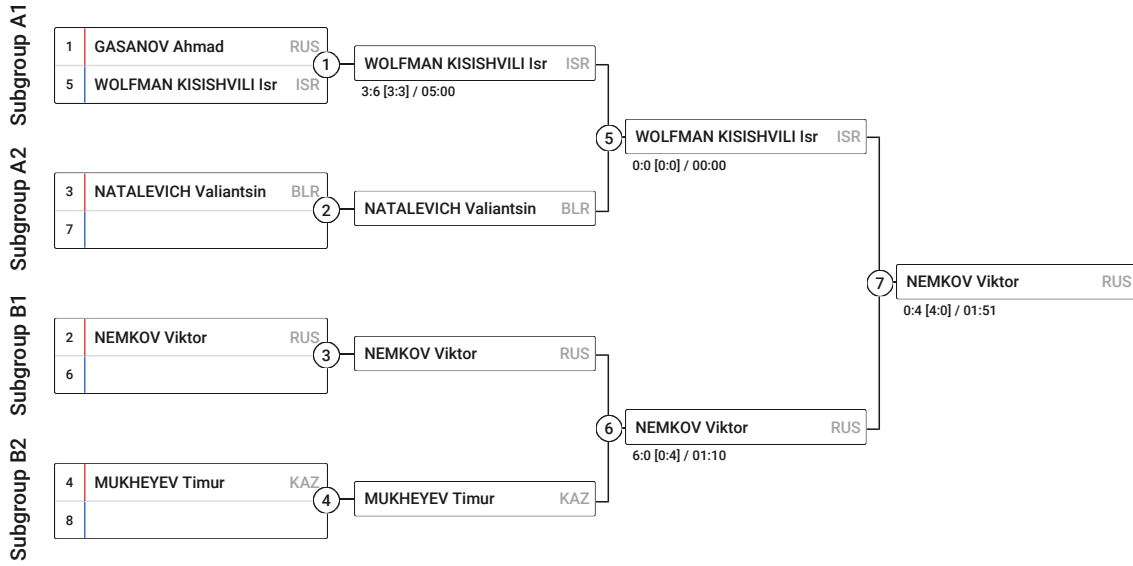 Subgroup A1
1 GASANOV Ahmad RUS
5 WOLFMAN KISISHVILI Isr ISR
1
WOLFMAN KISISHVILI Isr ISR
3:6 [3:3] / 05:00
Subgroup A2
3 NATALEVICH Valiantsin BLR
7
2
NATALEVICH Valiantsin BLR
5
WOLFMAN KISISHVILI Isr ISR
0:0 [0:0] / 00:00
Subgroup B1
2 NEMKOV Viktor RUS
6
3
NEMKOV Viktor RUS
Subgroup B2
4 MUKHEYEV Timur KAZ
8
4
MUKHEYEV Timur KAZ
6
NEMKOV Viktor RUS
6:0 [0:4] / 01:10
7
NEMKOV Viktor RUS
0:4 [4:0] / 01:51